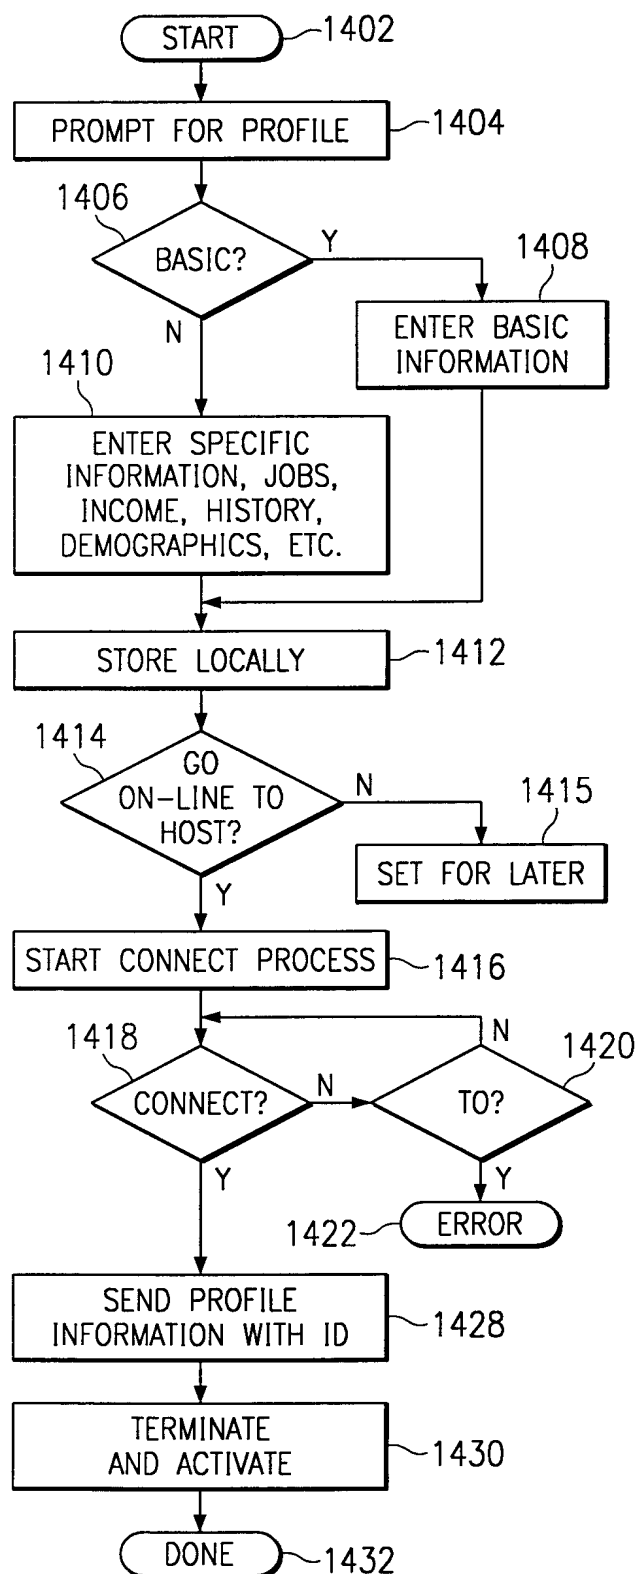 START
1402
PROMPT FOR PROFILE
1404
1406
BASIC?
Y
N
1408
ENTER BASIC
INFORMATION
1410
ENTER SPECIFIC
INFORMATION, JOBS,
INCOME, HISTORY,
DEMOGRAPHICS, ETC.
STORE LOCALLY
1412
1414
GO
ON-LINE TO
HOST?
N
Y
1415
SET FOR LATER
START CONNECT PROCESS
1416
1418
CONNECT?
N
Y
1420
TO?
N
Y
1422
ERROR
SEND PROFILE
INFORMATION WITH ID
1428
TERMINATE
AND ACTIVATE
1430
DONE
1432